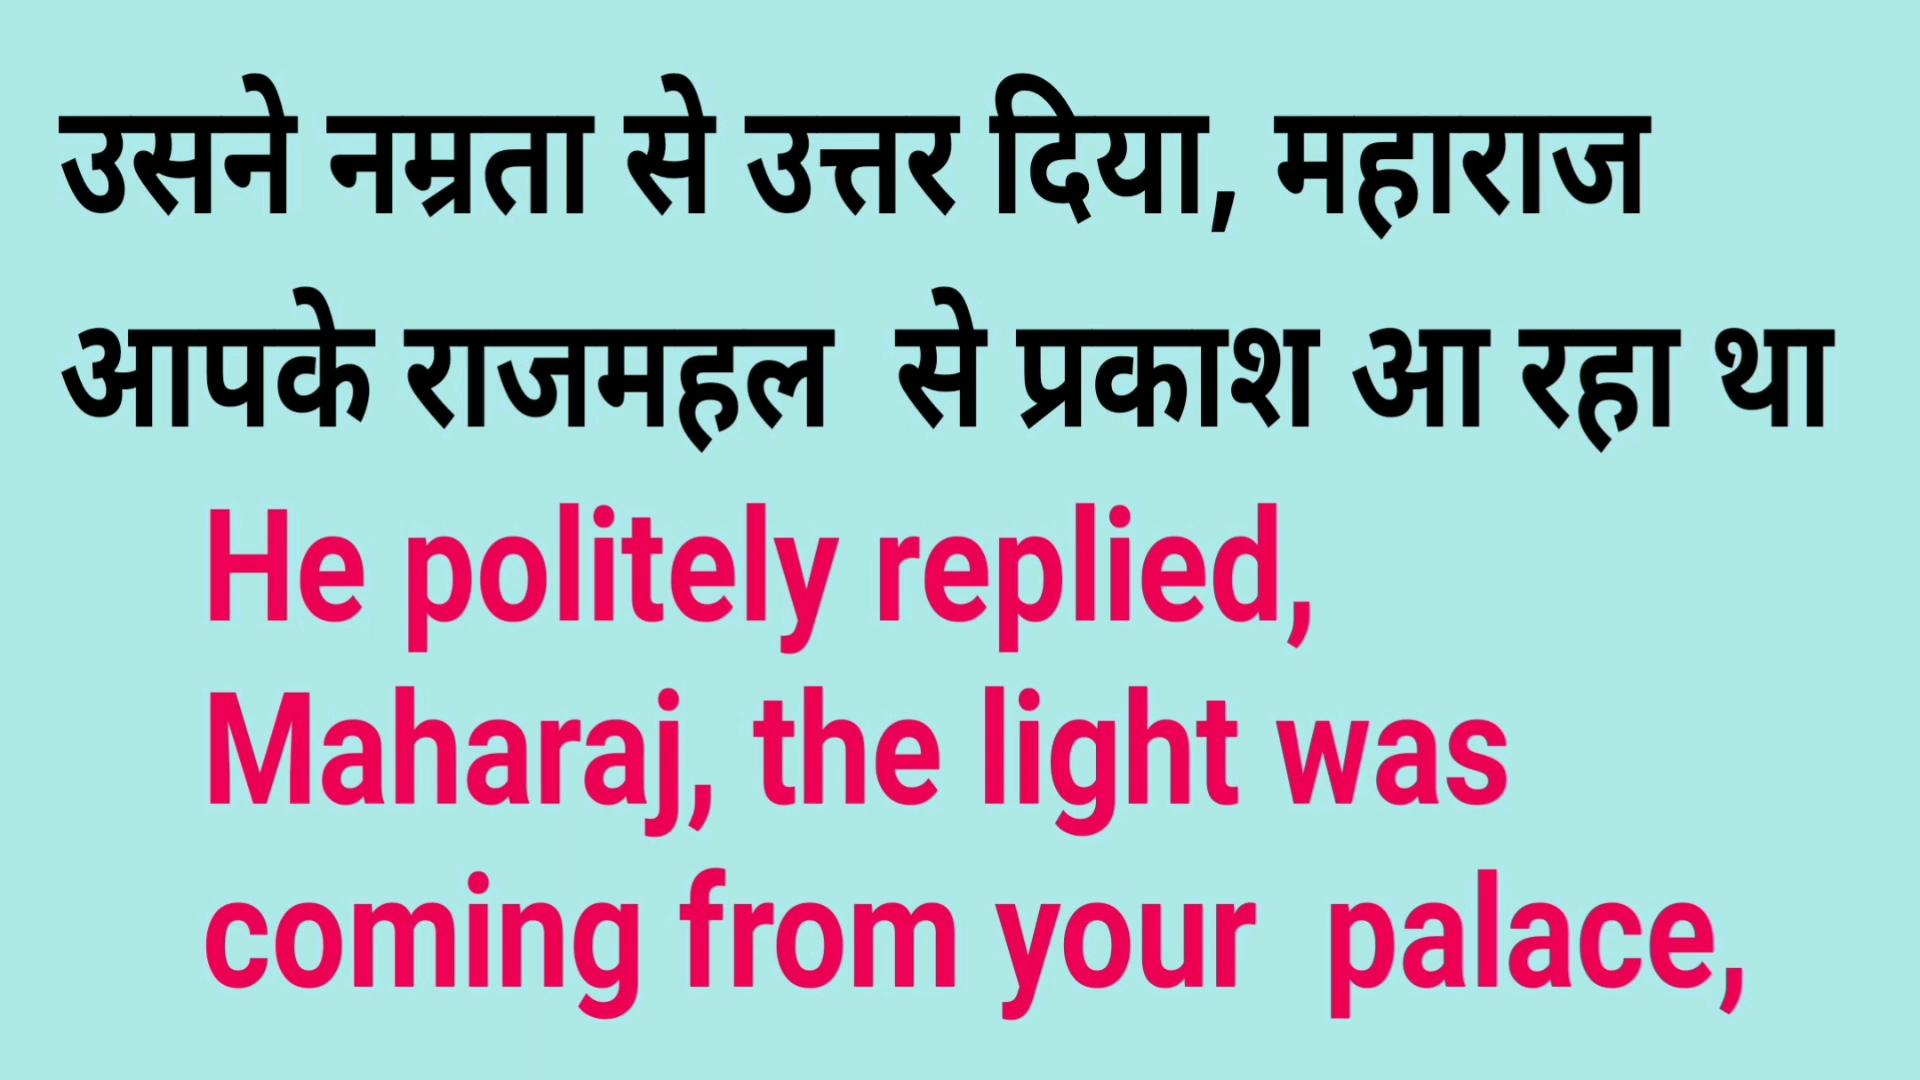 उसने नम्रता से उत्तर दिया, महाराज
आपके राजमहल से प्रकाश आ रहा था
He politely replied,
Maharaj, the light was
coming from your palace,